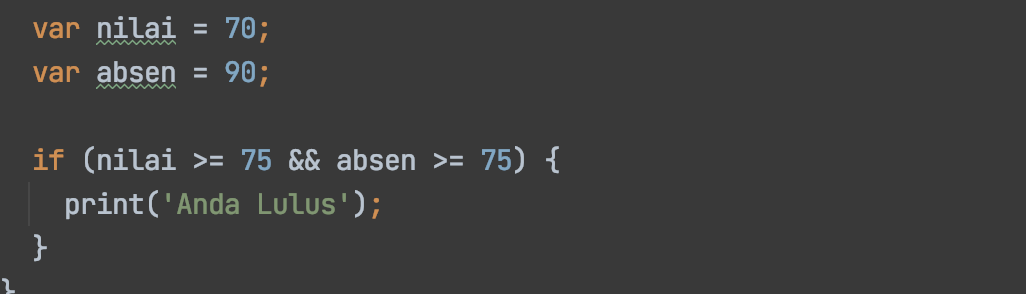 var nilai = 70;
var absen = 90;
if (nilai >= 75 && absen >= 75) {
print('Anda Lulus');
}
}